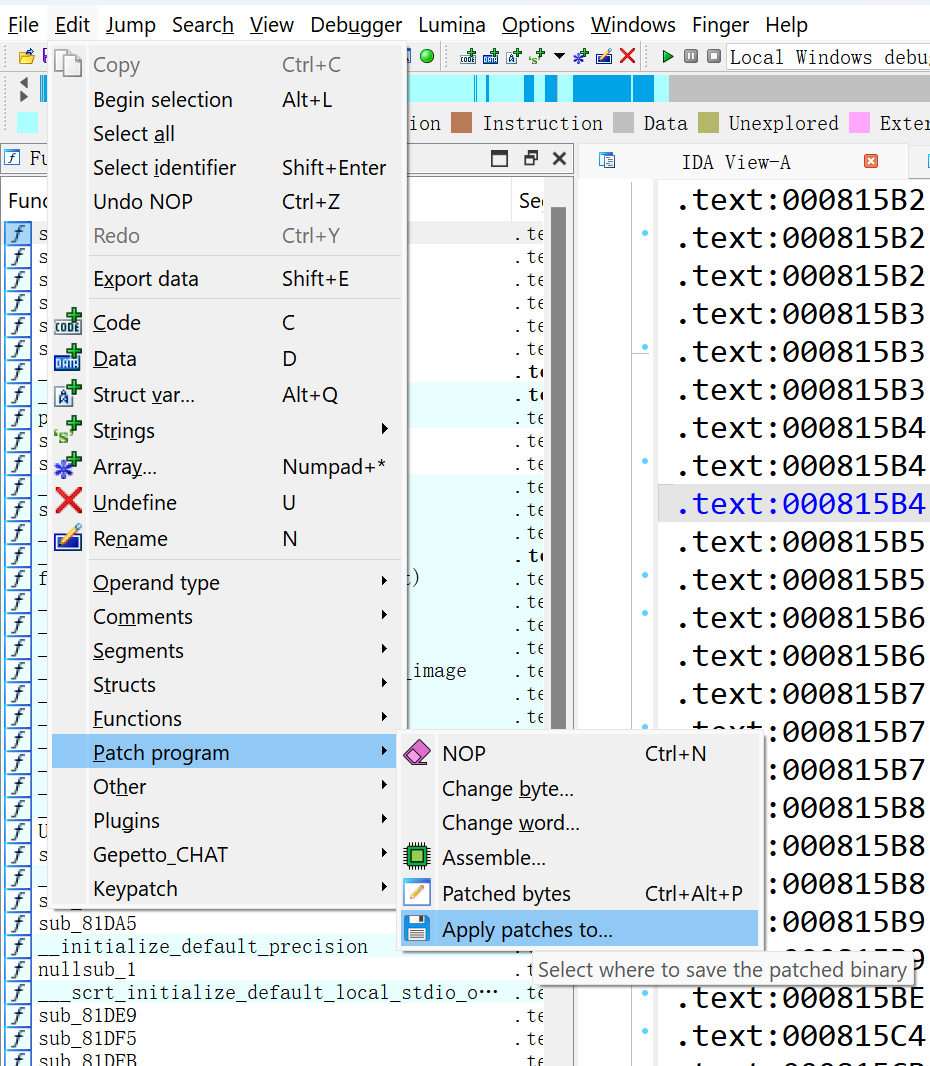 File Edit Jump Search View Debugger Lumina Options Windows Finger Help
Local Windows debu
Copy Ctrl+C
Begin selection Alt+L
Select all
Select identifier Shift+Enter
Undo NOP Ctrl+Z
Redo Ctrl+Y
Export data Shift+E
Code C
Data D
Struct var... Alt+Q
Strings
Array... Numpad+*
Undefine U
Rename N
Operand type
Comments
Segments
Structs
Functions
Patch program
Other
Plugins
Gepetto_CHAT
Keypatch
NOP Ctrl+N
Change byte...
Change word...
Assemble...
Patched bytes Ctrl+Alt+P
Apply patches to...
Select where to save the patched binary
ion Instruction Data Unexplored Exter
IDA View-A
_image
sub_81DA5
__initialize_default_precision
nullsub_1
___scrt_initialize_default_local_stdio_o…
sub_81DE9
sub_81DF5
sub_81DFB
.text:000815B2
.text:000815B2
.text:000815B2
.text:000815B3
.text:000815B3
.text:000815B3
.text:000815B4
.text:000815B4
.text:000815B4
.text:000815B5
.text:000815B5
.text:000815B6
.text:000815B6
.text:000815B7
.text:000815B7
:000815B7
:000815B8
:000815B8
:000815B8
:000815B9
.text:000815BE
.text:000815C4